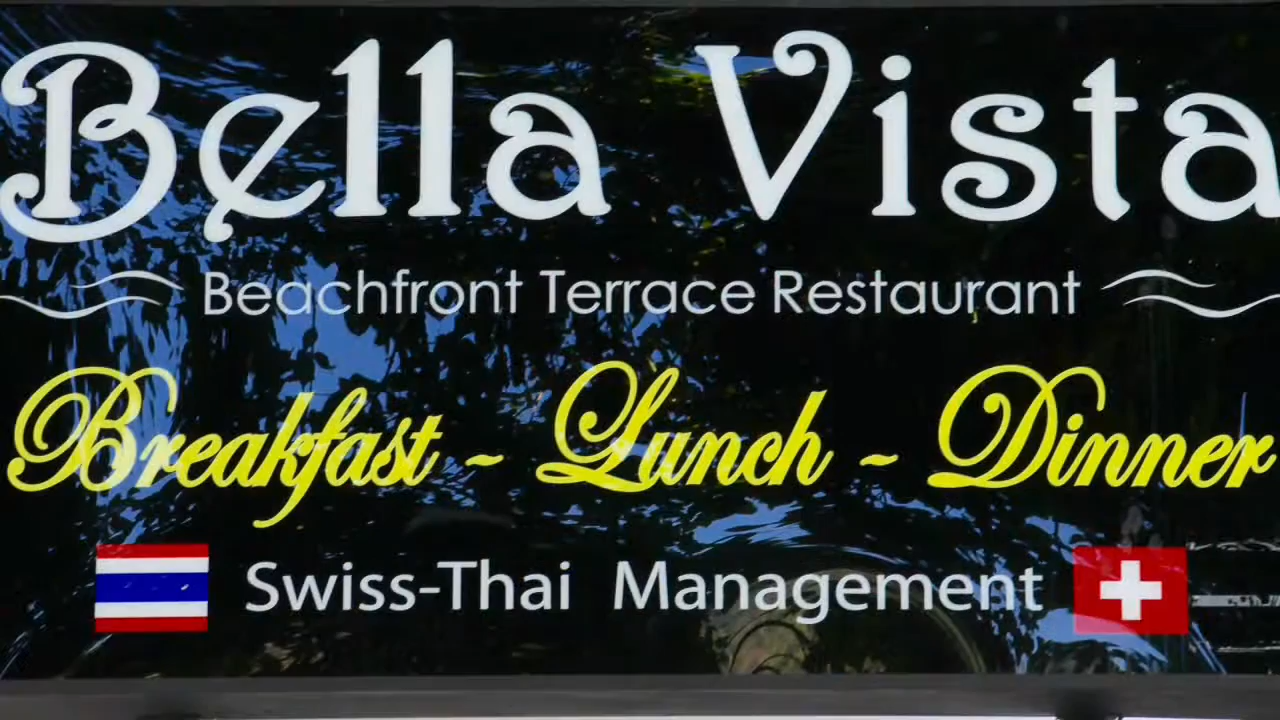 Bella Vista
Beachfront Terrace Restaurant
Breakfast - Lunch - Dinner
Swiss-Thai Management